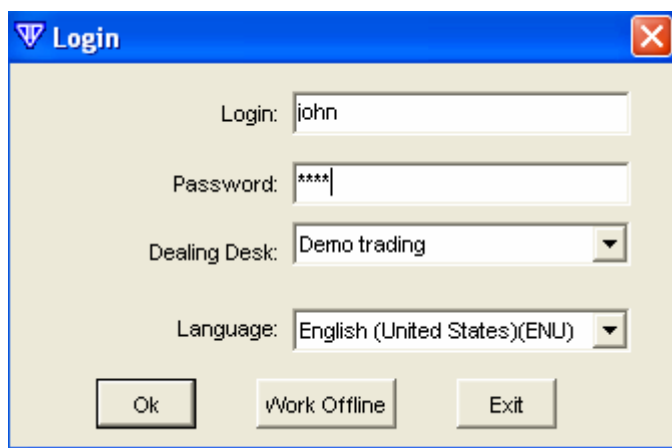 Login
Login: john
Password: ****
Dealing Desk: Demo trading
Language: English (United States)(ENU)
Ok Work Offline Exit